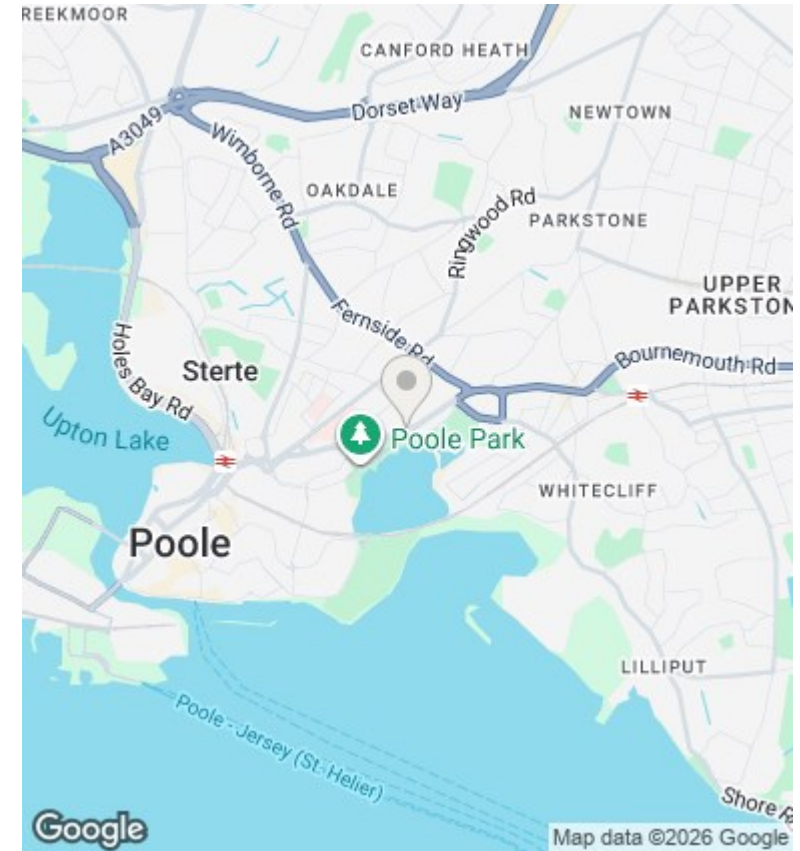 REEKMOOR
CANFORD HEATH
Dorset Way
A3049
NEWTOWN
Wimborne Rd
OAKDALE
Ringwood Rd
PARKSTONE
UPPER
PARKSTON
Fernside Rd
Holes Bay Rd
Sterte
Bournemouth Rd
Upton Lake
Poole Park
WHITECLIFF
Poole
LILLIPUT
Poole - Jersey (St. Helier)
Shore R
Google
Map data ©2026 Google